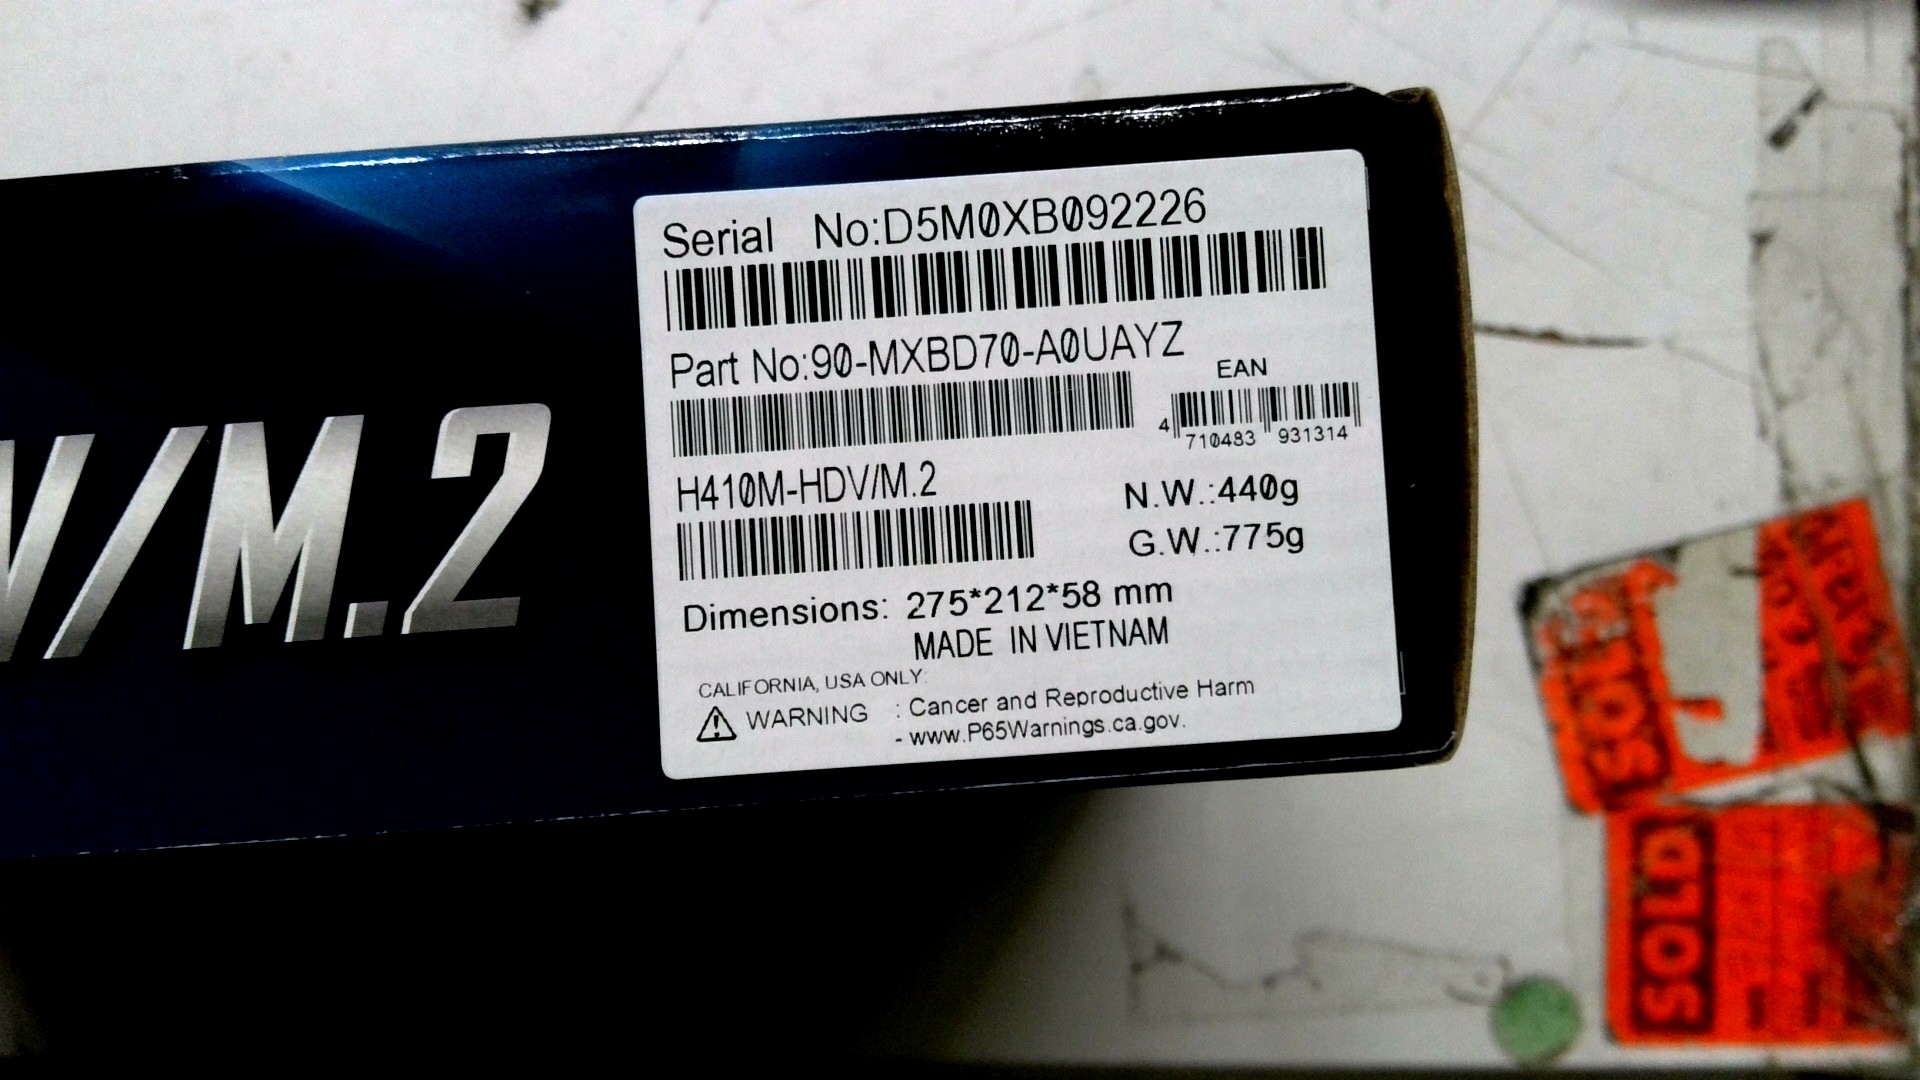 /M.2
Serial No:D5M0XB092226
Part No:90-MXBD70-A0UAYZ
EAN
4 710483 931314
H410M-HDV/M.2
N.W.:440g
G.W.:775g
Dimensions: 275*212*58 mm
MADE IN VIETNAM
CALIFORNIA, USA ONLY:
WARNING : Cancer and Reproductive Harm
- www.P65Warnings.ca.gov.
SOLD
SOLD